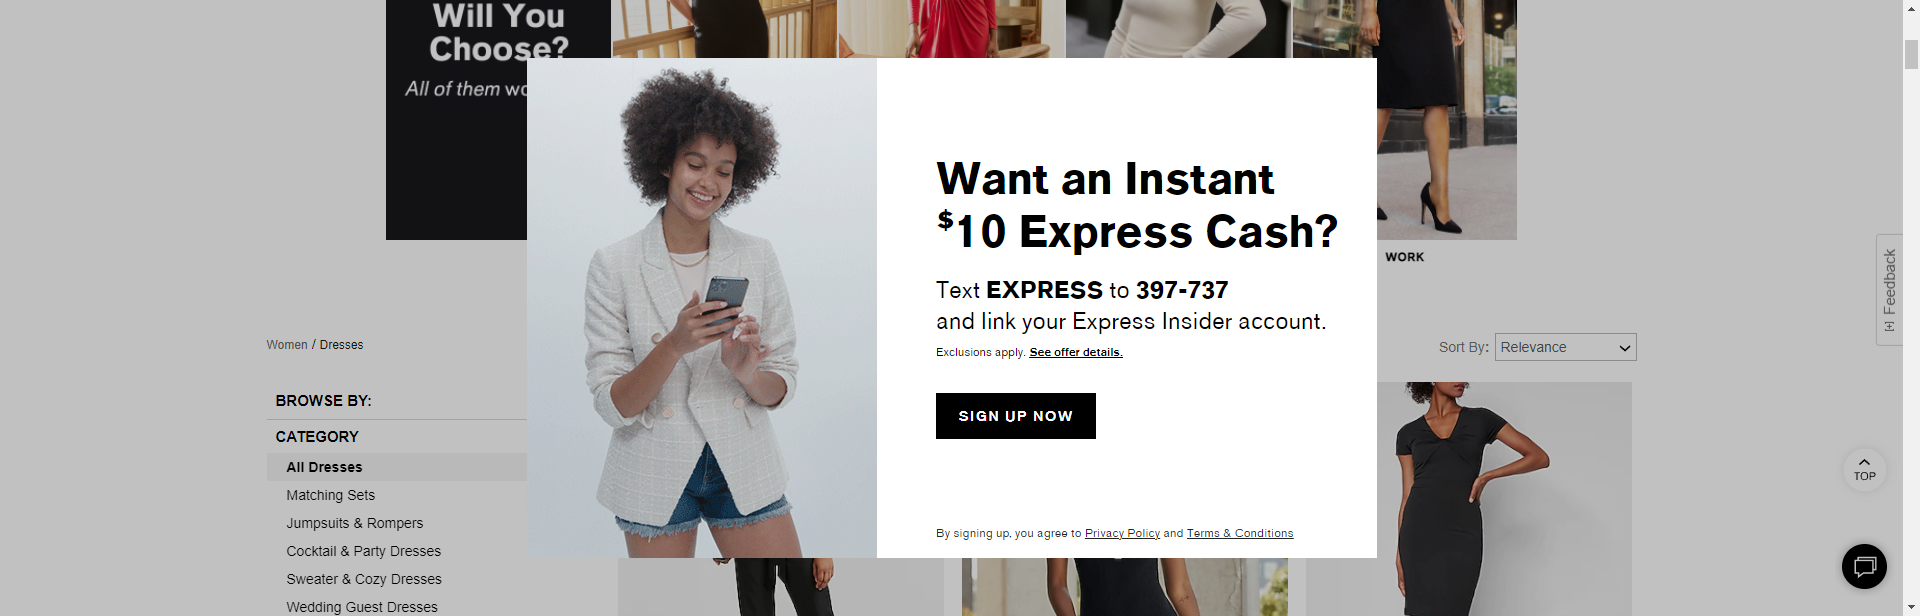 Will You
Choose?
All of them wo
Want an Instant
$10 Express Cash?
Text EXPRESS to 397-737
and link your Express Insider account.
Exclusions apply. See offer details.
SIGN UP NOW
By signing up, you agree to Privacy Policy and Terms & Conditions
WORK
[+] Feedback
Women / Dresses
Sort By: Relevance
BROWSE BY:
CATEGORY
All Dresses
Matching Sets
Jumpsuits & Rompers
Cocktail & Party Dresses
Sweater & Cozy Dresses
Wedding Guest Dresses
TOP